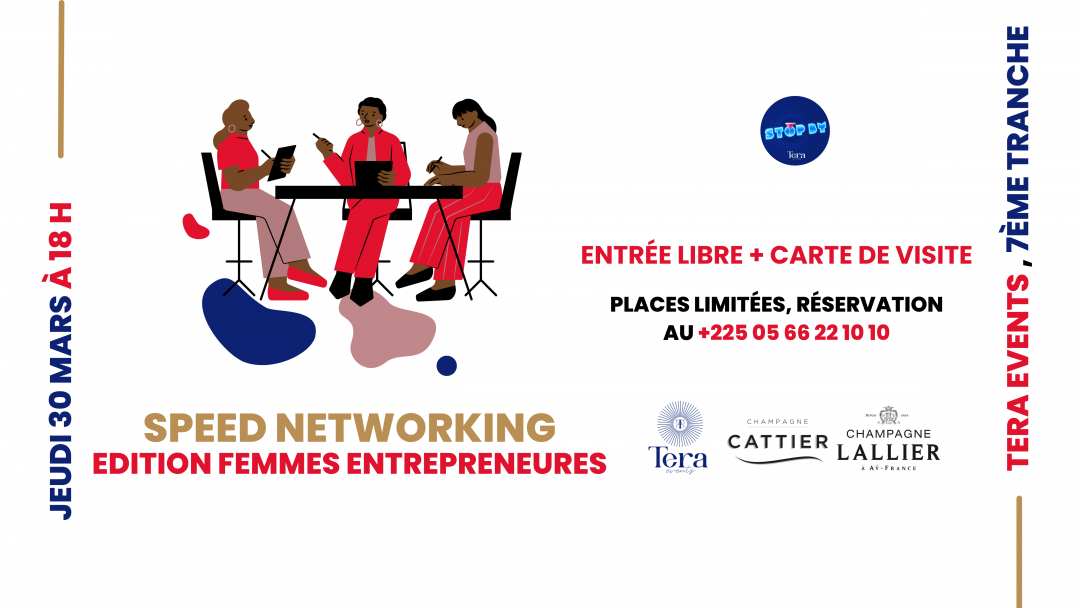 JEUDI 30 MARS À 18 H
SPEED NETWORKING
EDITION FEMMES ENTREPRENEURES
STOP BY
Tera
ENTRÉE LIBRE + CARTE DE VISITE
PLACES LIMITÉES, RÉSERVATION
AU +225 05 66 22 10 10
Tera
events
CHAMPAGNE
CATTIER
CHAMPAGNE
LALLIER
À AŸ-FRANCE
TERA EVENTS , 7ÈME TRANCHE